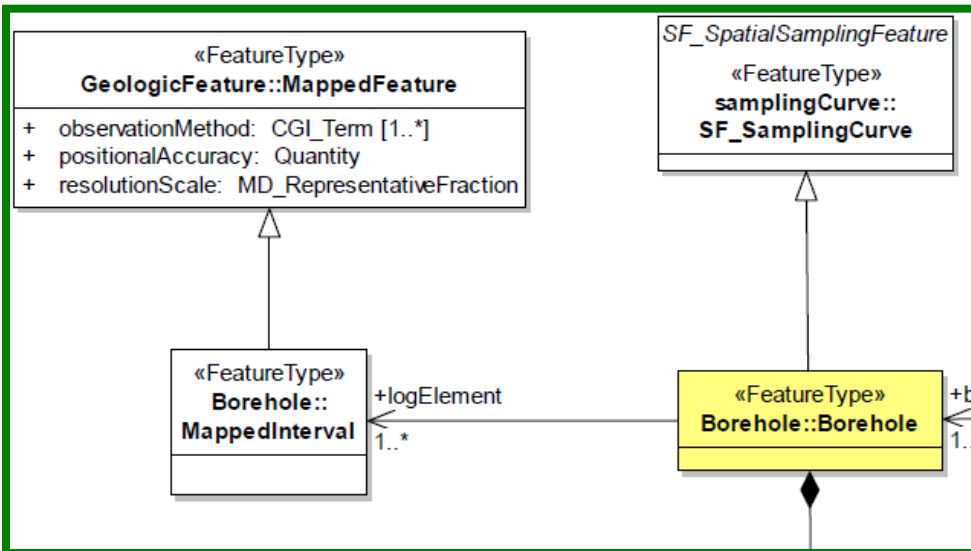 «FeatureType»
GeologicFeature::MappedFeature
+ observationMethod: CGI_Term [1..*]
+ positionalAccuracy: Quantity
+ resolutionScale: MD_RepresentativeFraction
SF_SpatialSamplingFeature
«FeatureType»
samplingCurve::
SF_SamplingCurve
«FeatureType»
Borehole::
MappedInterval
+logElement
1..*
«FeatureType»
Borehole::Borehole
+b
1..